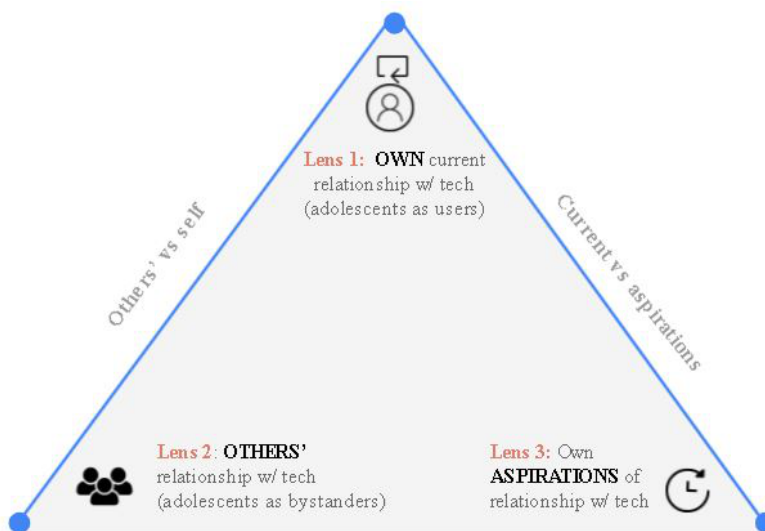 Lens 1: OWN current
relationship w/ tech
(adolescents as users)
Others' vs self
Current vs aspirations
Lens 2: OTHERS’
relationship w/ tech
(adolescents as bystanders)
Lens 3: Own
ASPIRATIONS of
relationship w/ tech